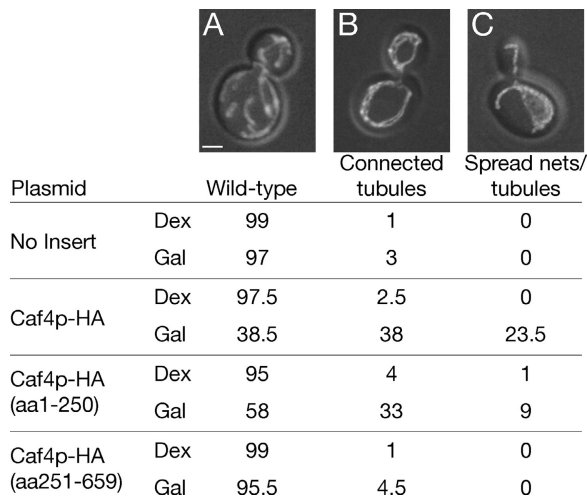 A B C
Plasmid Wild-type Connected tubules Spread nets/ tubules
No Insert Dex 99 1 0
Gal 97 3 0
Caf4p-HA Dex 97.5 2.5 0
Gal 38.5 38 23.5
Caf4p-HA (aa1-250) Dex 95 4 1
Gal 58 33 9
Caf4p-HA (aa251-659) Dex 99 1 0
Gal 95.5 4.5 0